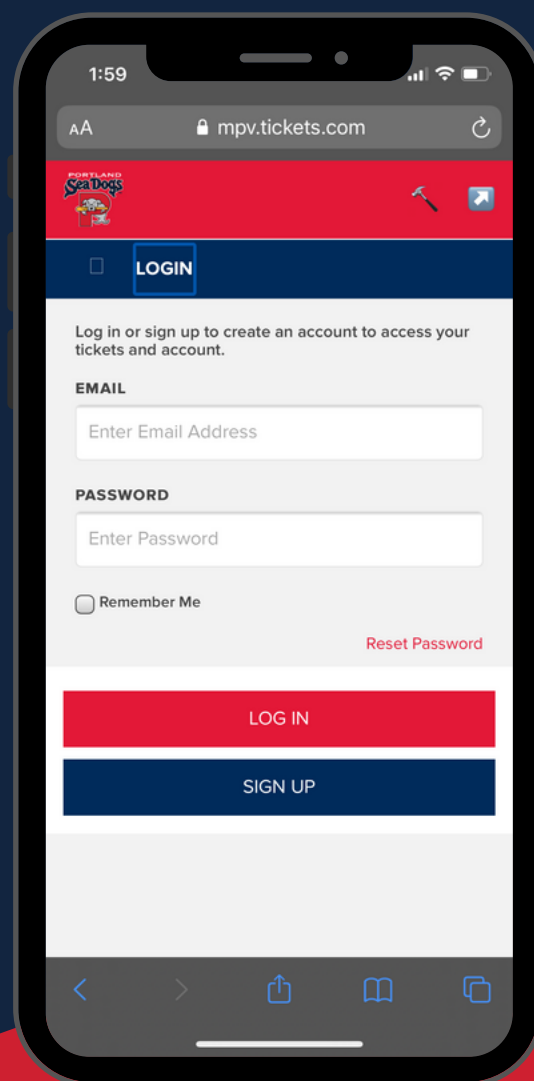 1:59
AA mpv.tickets.com
PORTLAND
Sea Dogs
LOGIN
Log in or sign up to create an account to access your
tickets and account.
EMAIL
Enter Email Address
PASSWORD
Enter Password
Remember Me
Reset Password
LOG IN
SIGN UP